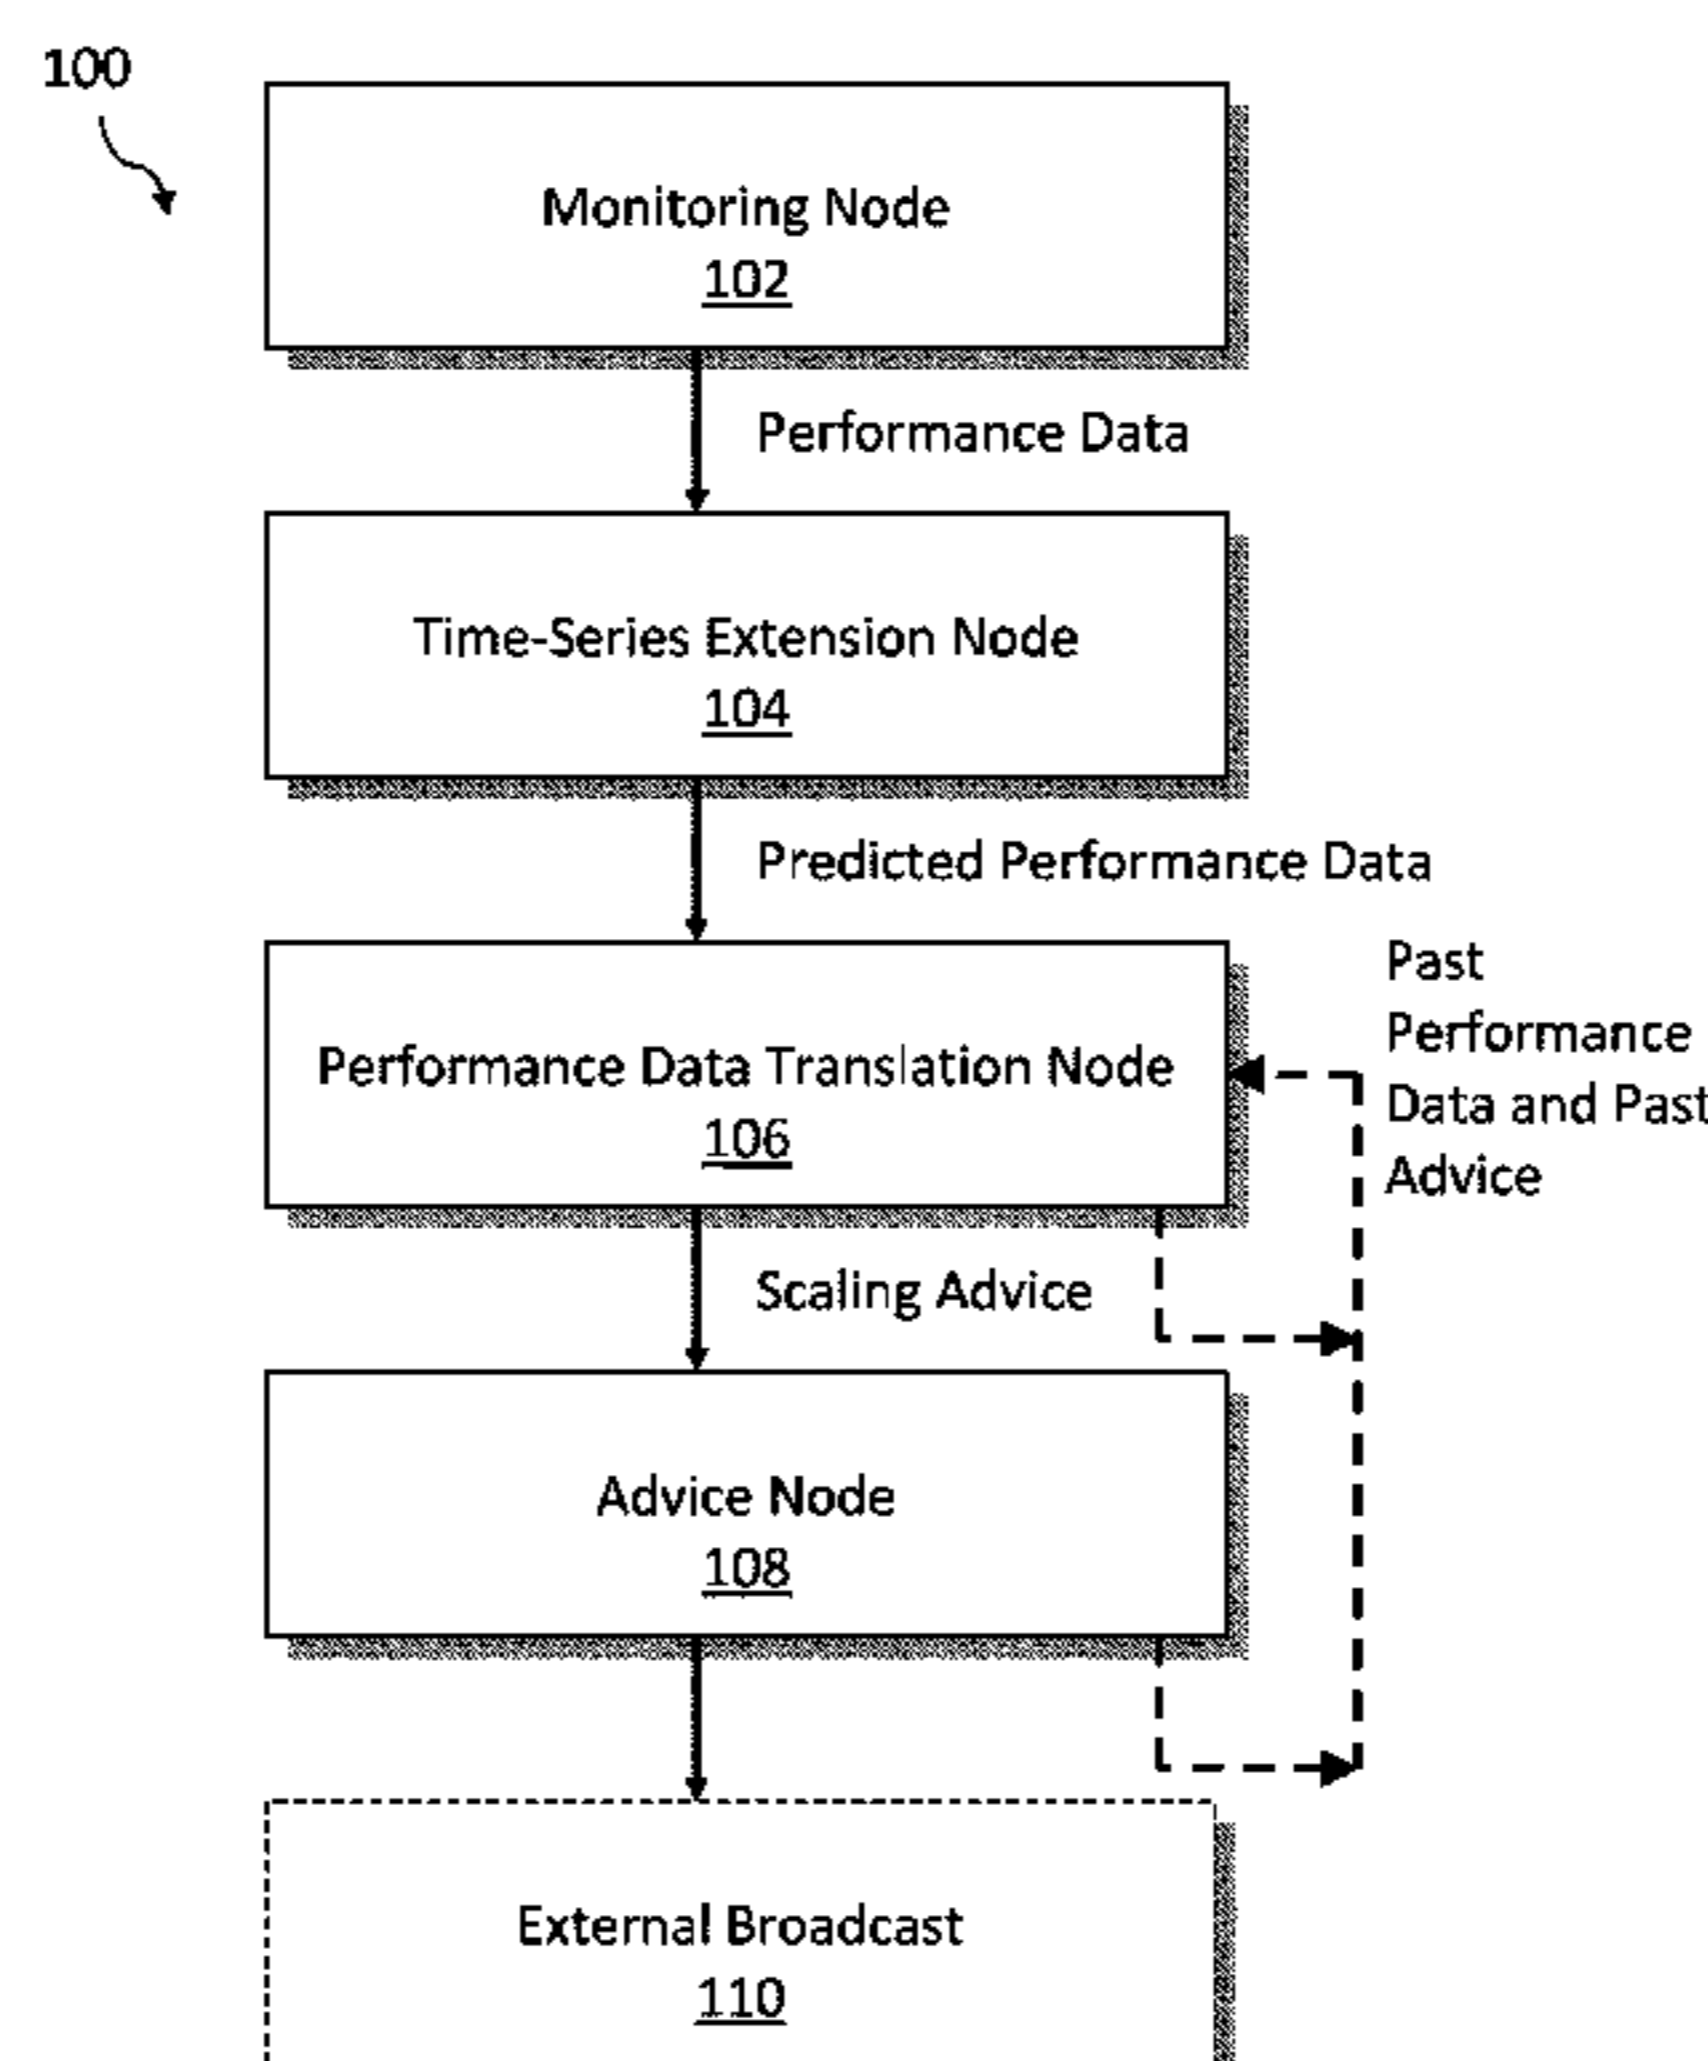 100
Monitoring Node
102
Performance Data
Time-Series Extension Node
104
Predicted Performance Data
Performance Data Translation Node
106
Past
Performance
Data and Past
Advice
Scaling Advice
Advice Node
108
External Broadcast
110